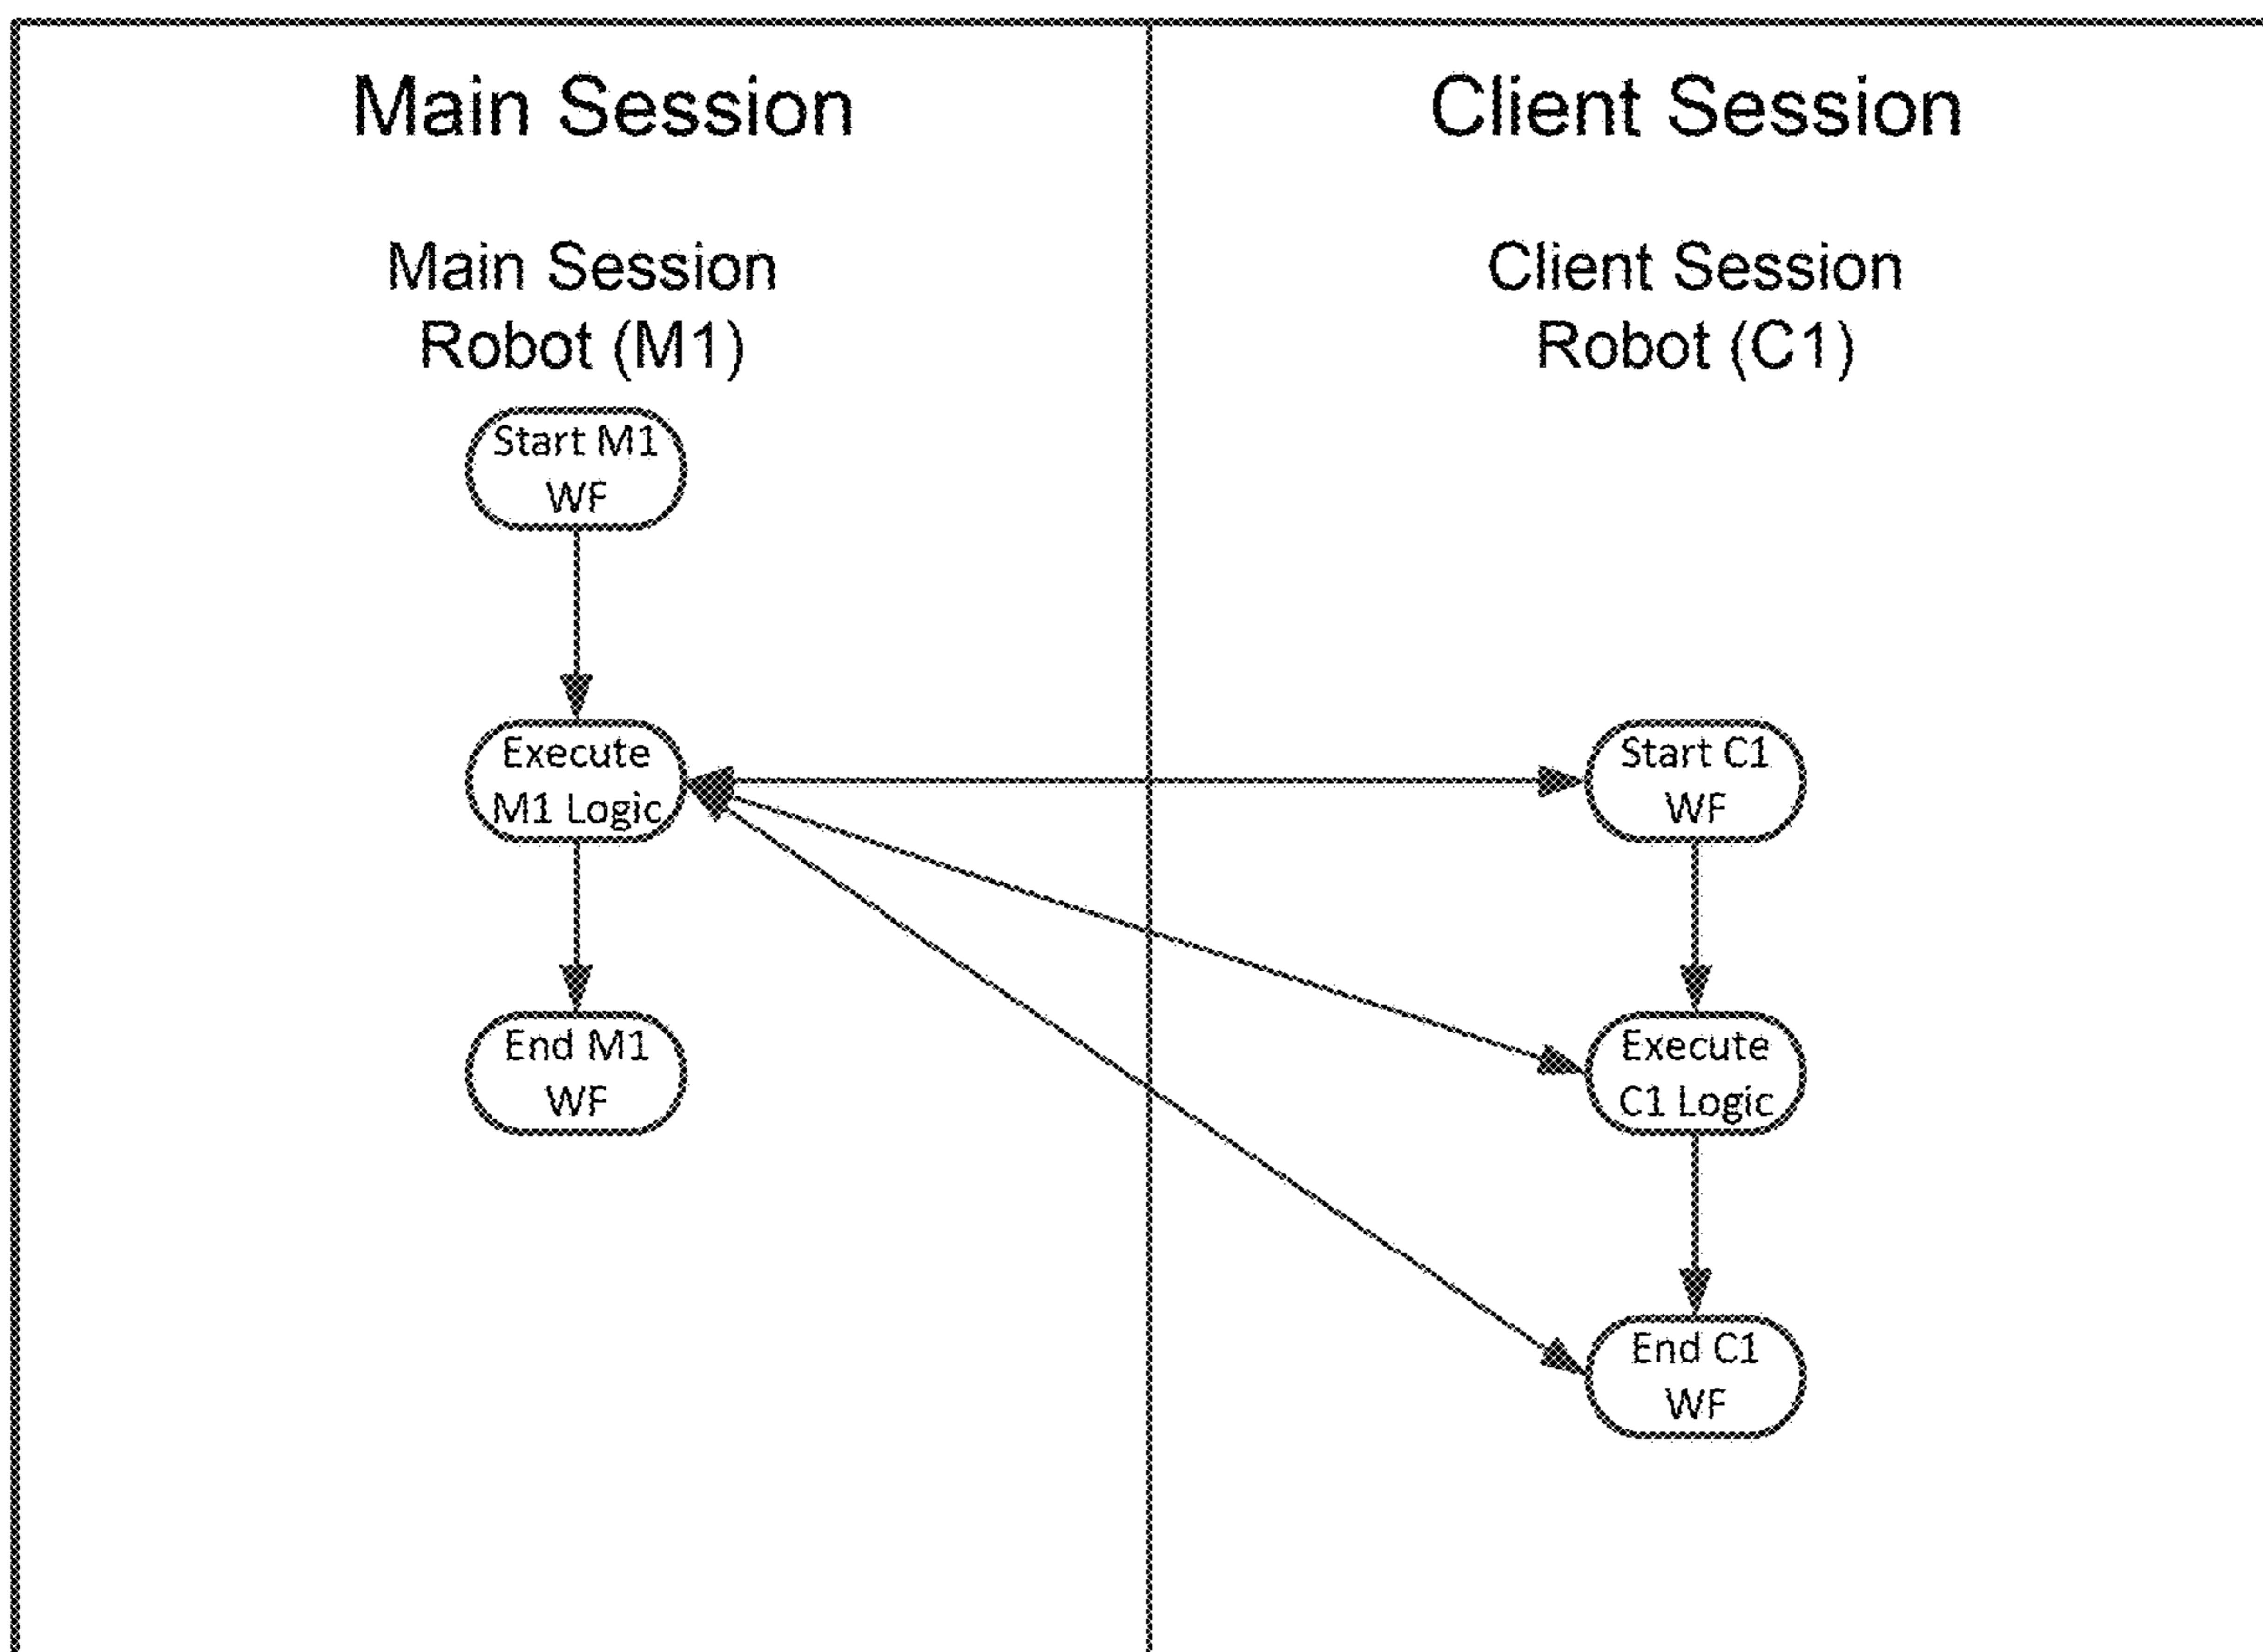 Main Session
Main Session
Robot (M1)
Start M1
WF
Execute
M1 Logic
End M1
WF
Client Session
Client Session
Robot (C1)
Start C1
WF
Execute
C1 Logic
End C1
WF